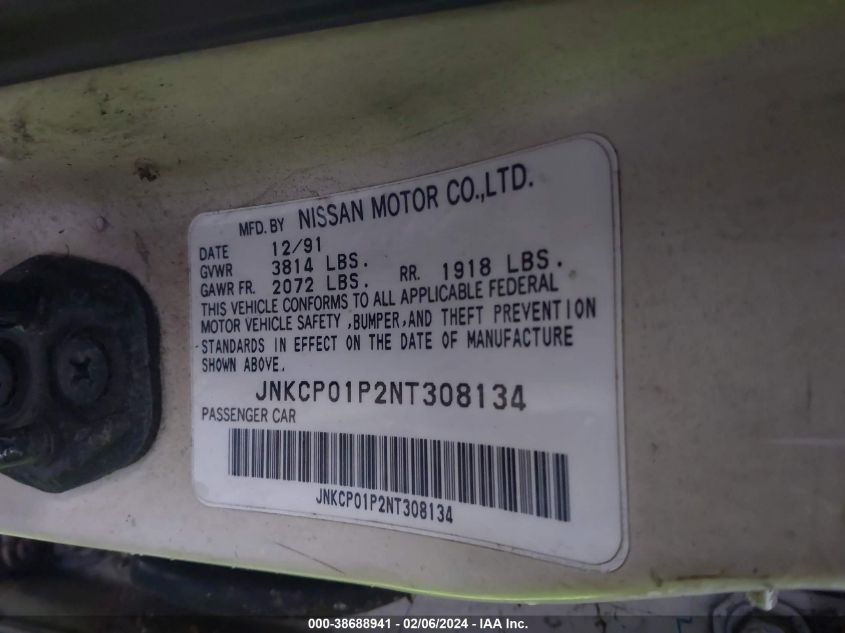 MFD. BY NISSAN MOTOR CO.,LTD.
DATE 12/91
GVWR 3814 LBS.
GAWR FR. 2072 LBS. RR. 1918 LBS.
THIS VEHICLE CONFORMS TO ALL APPLICABLE FEDERAL
MOTOR VEHICLE SAFETY ,BUMPER,AND THEFT PREVENTION
STANDARDS IN EFFECT ON THE DATE OF MANUFACTURE
SHOWN ABOVE.
JNKCP01P2NT308134
PASSENGER CAR
JNKCP01P2NT308134
000-38688941 - 02/06/2024 - IAA Inc.